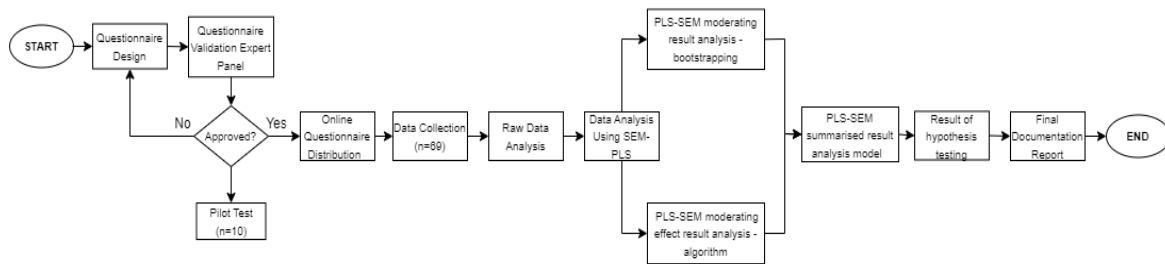 START
Questionnaire
Design
Questionnaire
Validation Expert
Panel
No
Approved?
Yes
Pilot Test
(n=10)
Online
Questionnaire
Distribution
Data Collection
(n=69)
Raw Data
Analysis
Data Analysis
Using SEM-
PLS
PLS-SEM moderating
result analysis -
bootstrapping
PLS-SEM moderating
effect result analysis -
algorithm
PLS-SEM
summarised result
analysis model
Result of
hypothesis
testing
Final
Documentation
Report
END